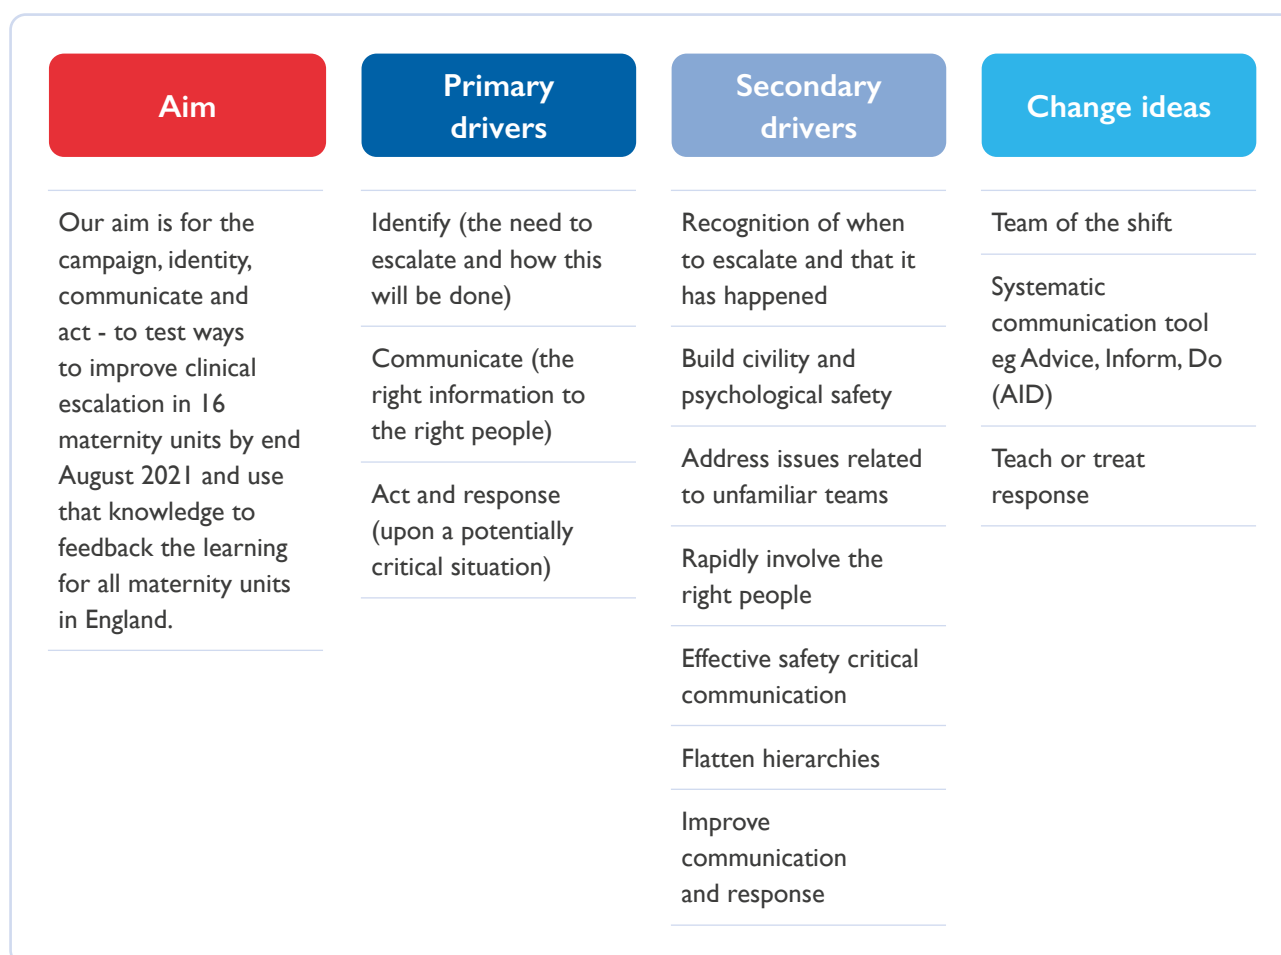 Aim
Our aim is for the
campaign, identity,
communicate and
act - to test ways
to improve clinical
escalation in 16
maternity units by end
August 2021 and use
that knowledge to
feedback the learning
for all maternity units
in England.
Primary
drivers
Identify (the need to
escalate and how this
will be done)
Communicate (the
right information to
the right people)
Act and response
(upon a potentially
critical situation)
Secondary
drivers
Recognition of when
to escalate and that it
has happened
Build civility and
psychological safety
Address issues related
to unfamiliar teams
Rapidly involve the
right people
Effective safety critical
communication
Flatten hierarchies
Improve
communication
and response
Change ideas
Team of the shift
Systematic
communication tool
eg Advice, Inform, Do
(AID)
Teach or treat
response